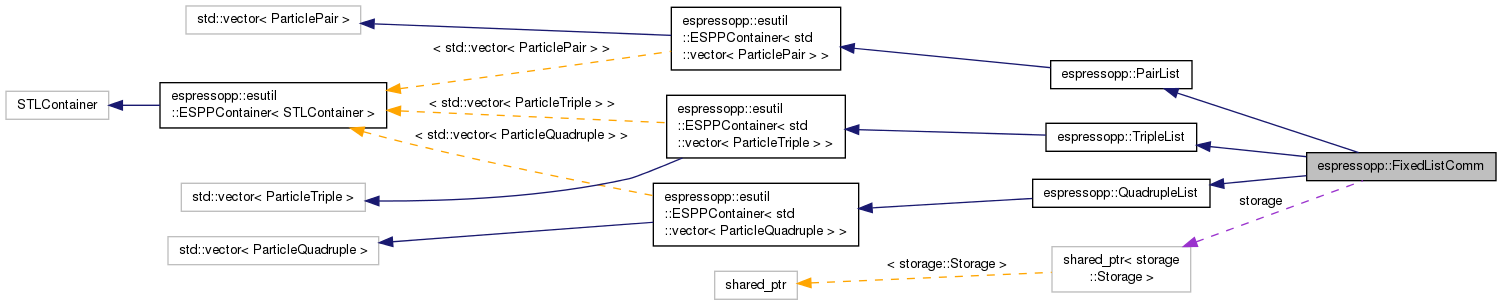 std::vector< ParticlePair >
espressopp::esutil
::ESPPContainer< std
::vector< ParticlePair > >
< std::vector< ParticlePair > >
espressopp::PairList
STLContainer
espressopp::esutil
::ESPPContainer< STLContainer >
< std::vector< ParticleTriple > >
espressopp::esutil
::ESPPContainer< std
::vector< ParticleTriple > >
espressopp::TripleList
< std::vector< ParticleQuadruple > >
espressopp::FixedListComm
std::vector< ParticleTriple >
espressopp::esutil
::ESPPContainer< std
::vector< ParticleQuadruple > >
espressopp::QuadrupleList
storage
std::vector< ParticleQuadruple >
< storage::Storage >
shared_ptr< storage
::Storage >
shared_ptr